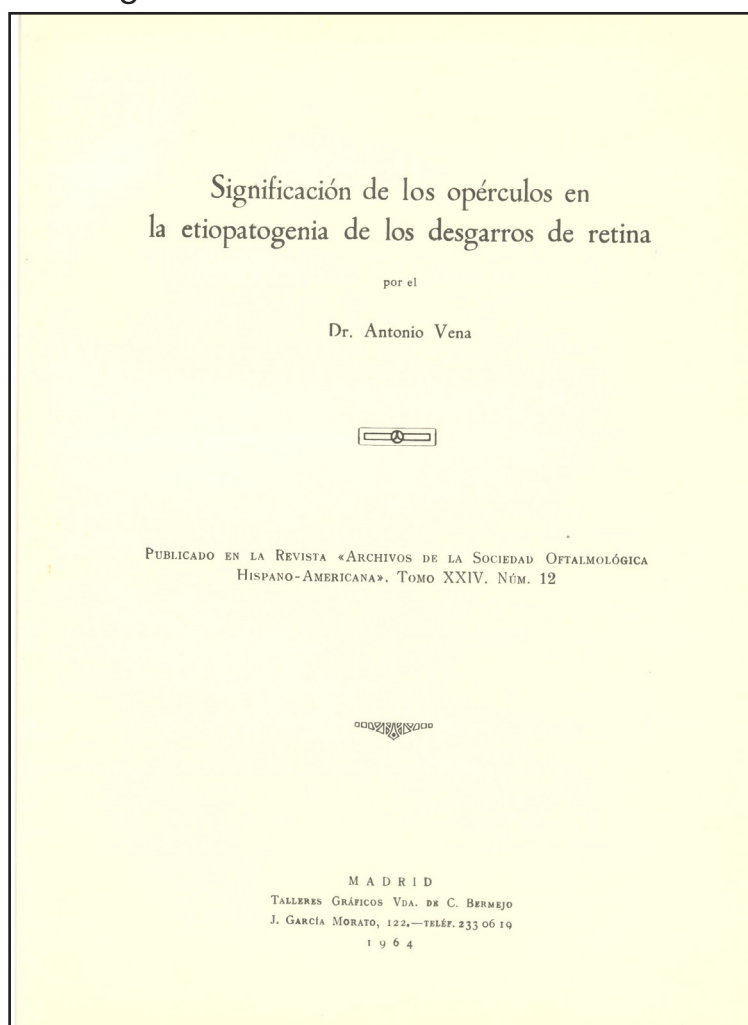 Significación de los opérculos en
la etiopatogenia de los desgarros de retina
por el
Dr. Antonio Vena
Publicado en la Revista «Archivos de la Sociedad Oftalmológica
Hispano-Americana». Tomo XXIV. Núm. 12
MADRID
Talleres Gráficos Vda. de C. Bermejo
J. García Morato, 122.—teléf. 233 06 19
1964